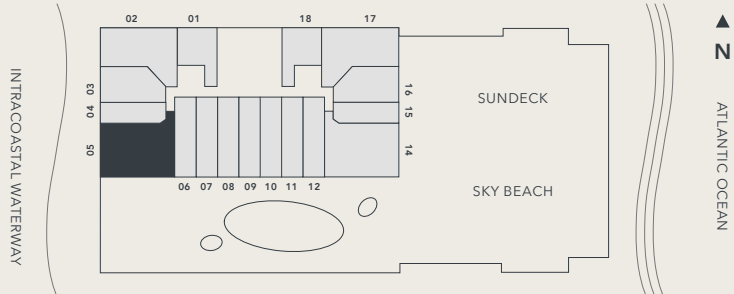 02 01 18 17
N
03
04
05
16
15
14
SUNDECK
SKY BEACH
06 07 08 09 10 11 12
INTRACOASTAL WATERWAY
ATLANTIC OCEAN